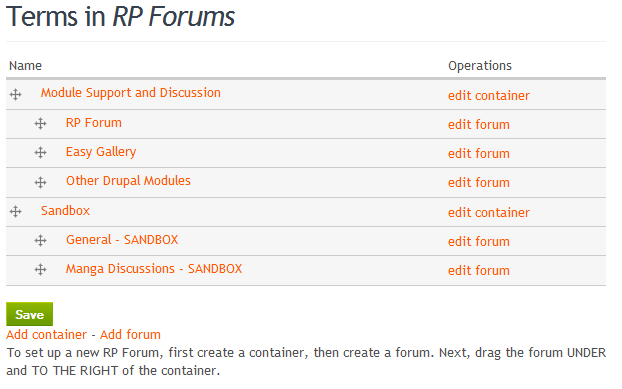 Terms in RP Forums
Name Operations
Module Support and Discussion edit container
RP Forum edit forum
Easy Gallery edit forum
Other Drupal Modules edit forum
Sandbox edit container
General - SANDBOX edit forum
Manga Discussions - SANDBOX edit forum
Save
Add container - Add forum
To set up a new RP Forum, first create a container, then create a forum. Next, drag the forum UNDER
and TO THE RIGHT of the container.